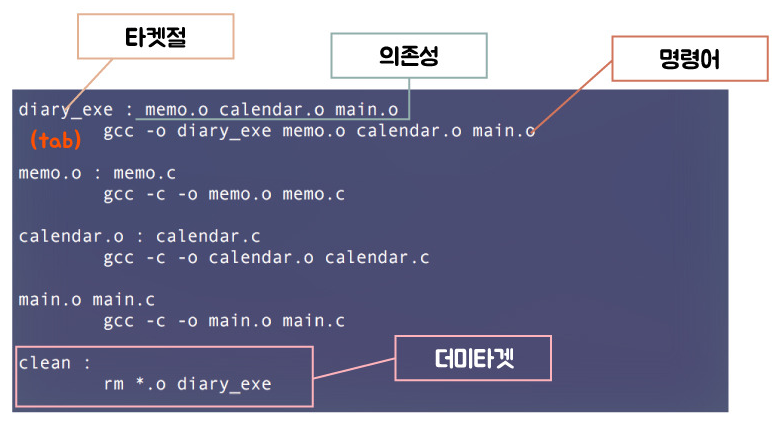 타켓절
의존성
명령어
diary_exe : memo.o calendar.o main.o
(tab)
gcc -o diary_exe memo.o calendar.o main.o
memo.o : memo.c
gcc -c -o memo.o memo.c
calendar.o : calendar.c
gcc -c -o calendar.o calendar.c
main.o main.c
gcc -c -o main.o main.c
더미타겟
clean :
rm *.o diary_exe